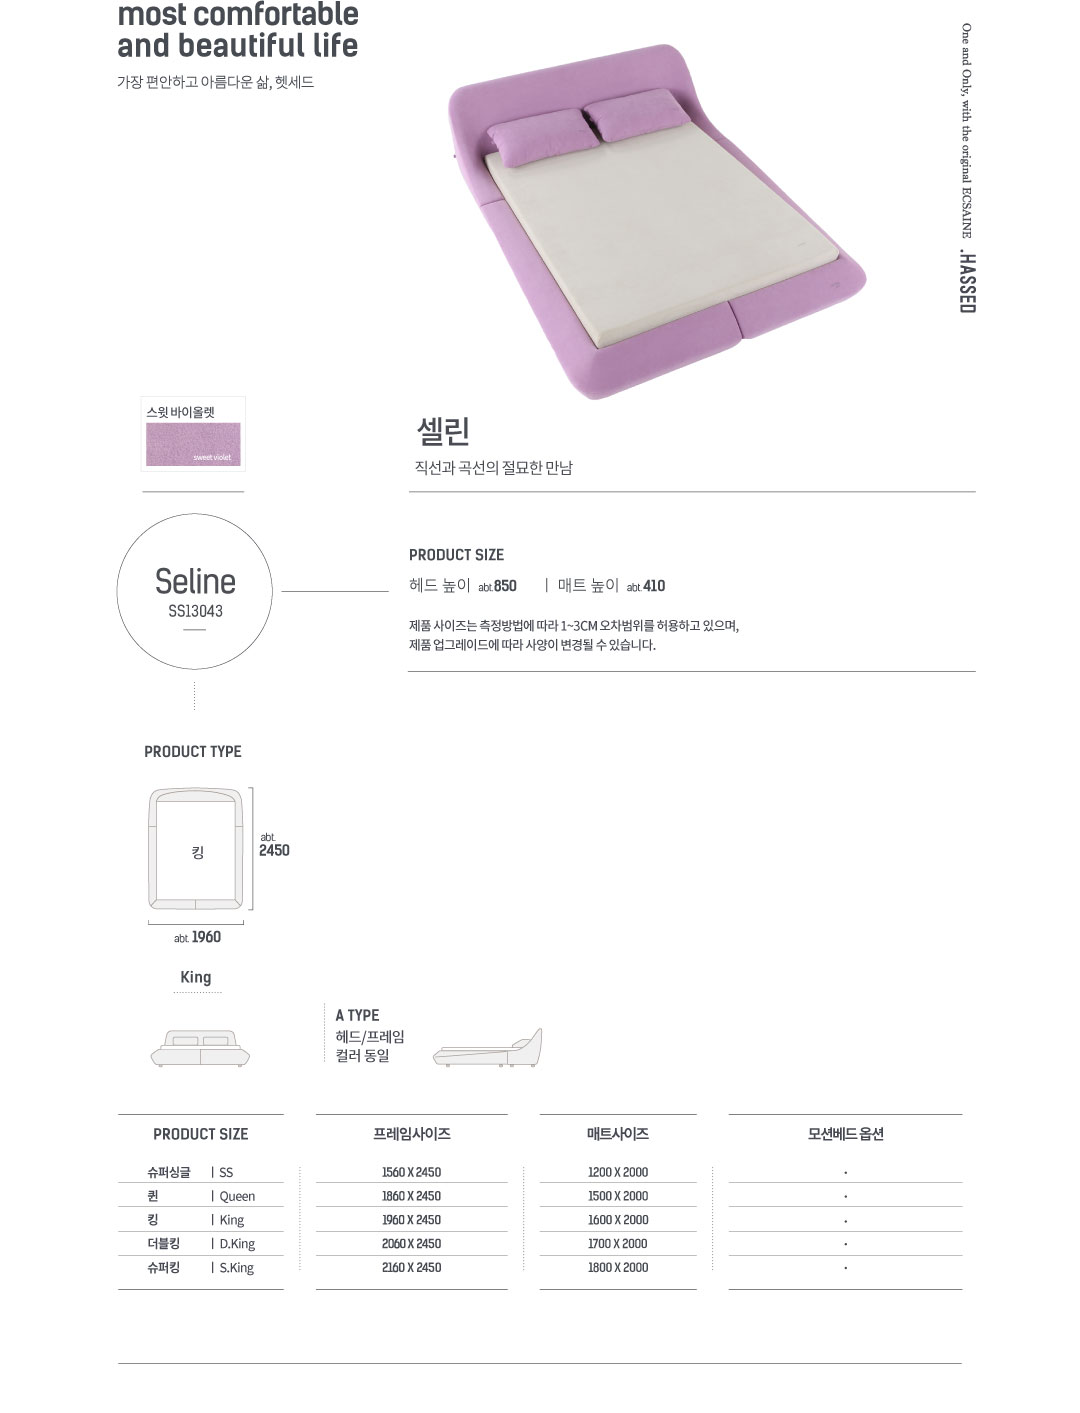 most comfortable
and beautiful life
가장 편안하고 아름다운 삶, 헷세드
One and Only, with the original ECSAINE .HASSED
스윗 바이올렛
sweet violet
셀린
직선과 곡선의 절묘한 만남
Seline
SS13043
PRODUCT SIZE
헤드 높이 abt.850 | 매트 높이 abt.410
제품 사이즈는 측정방법에 따라 1~3CM 오차범위를 허용하고 있으며,
제품 업그레이드에 따라 사양이 변경될 수 있습니다.
PRODUCT TYPE
킹
abt.
2450
abt. 1960
King
A TYPE
헤드/프레임
컬러 동일
PRODUCT SIZE 프레임사이즈 매트사이즈 모션베드 옵션
슈퍼싱글 | SS 1560 X 2450 1200 X 2000 •
퀸 | Queen 1860 X 2450 1500 X 2000 •
킹 | King 1960 X 2450 1600 X 2000 •
더블킹 | D.King 2060 X 2450 1700 X 2000 •
슈퍼킹 | S.King 2160 X 2450 1800 X 2000 •